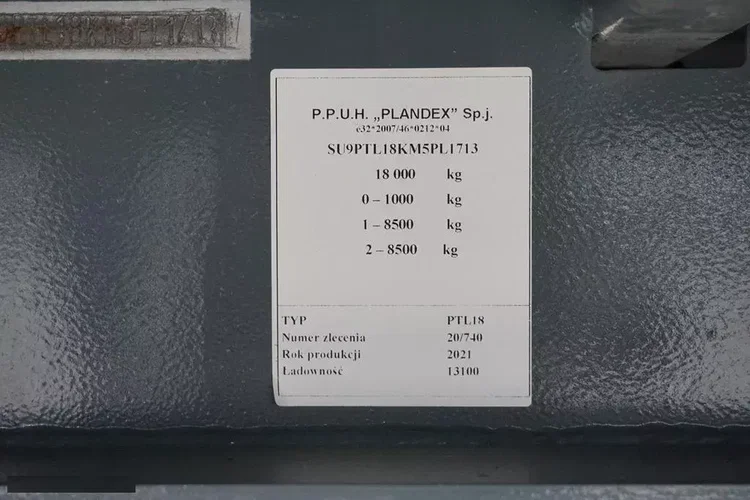 P.P.U.H. „PLANDEX” Sp.j.
e32*2007/46*0212*04
SU9PTL18KM5PL1713
18 000 kg
0 – 1000 kg
1 – 8500 kg
2 – 8500 kg
TYP PTL18
Numer zlecenia 20/740
Rok produkcji 2021
Ładowność 13100